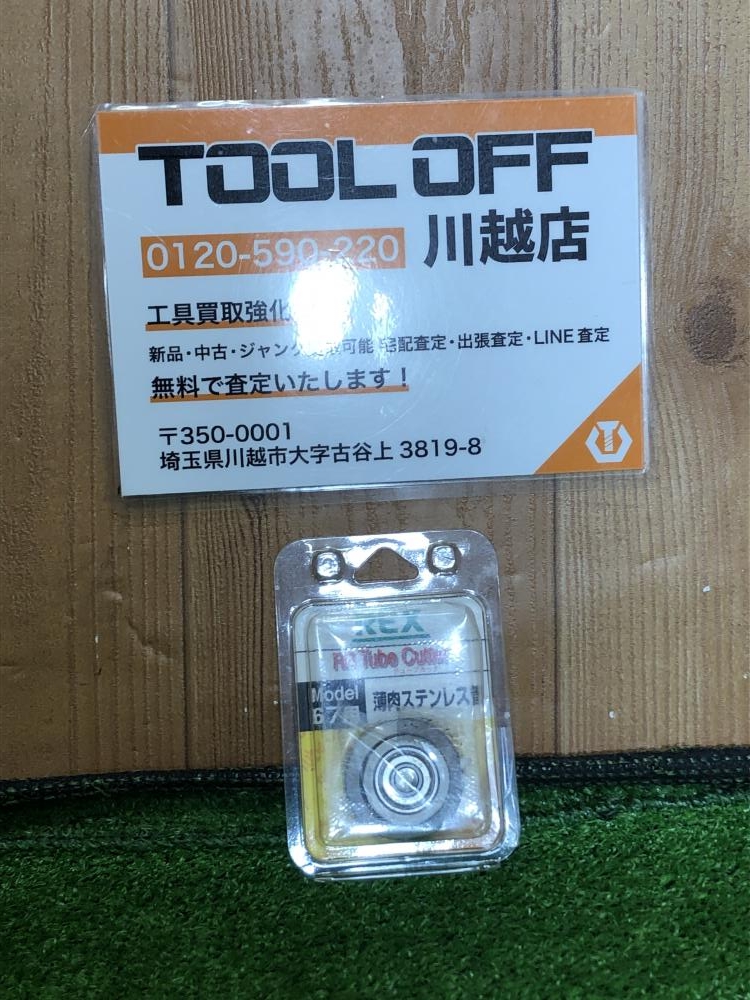 TOOL OFF
0120-590-220 川越店
工具買取強化
新品・中古・ジャンク 可能 宅配査定・出張査定・LINE査定
無料で査定いたします！
〒350-0001
埼玉県川越市大字古谷上 3819-8
REX
Tube Cutter
Model
薄肉ステンレス管